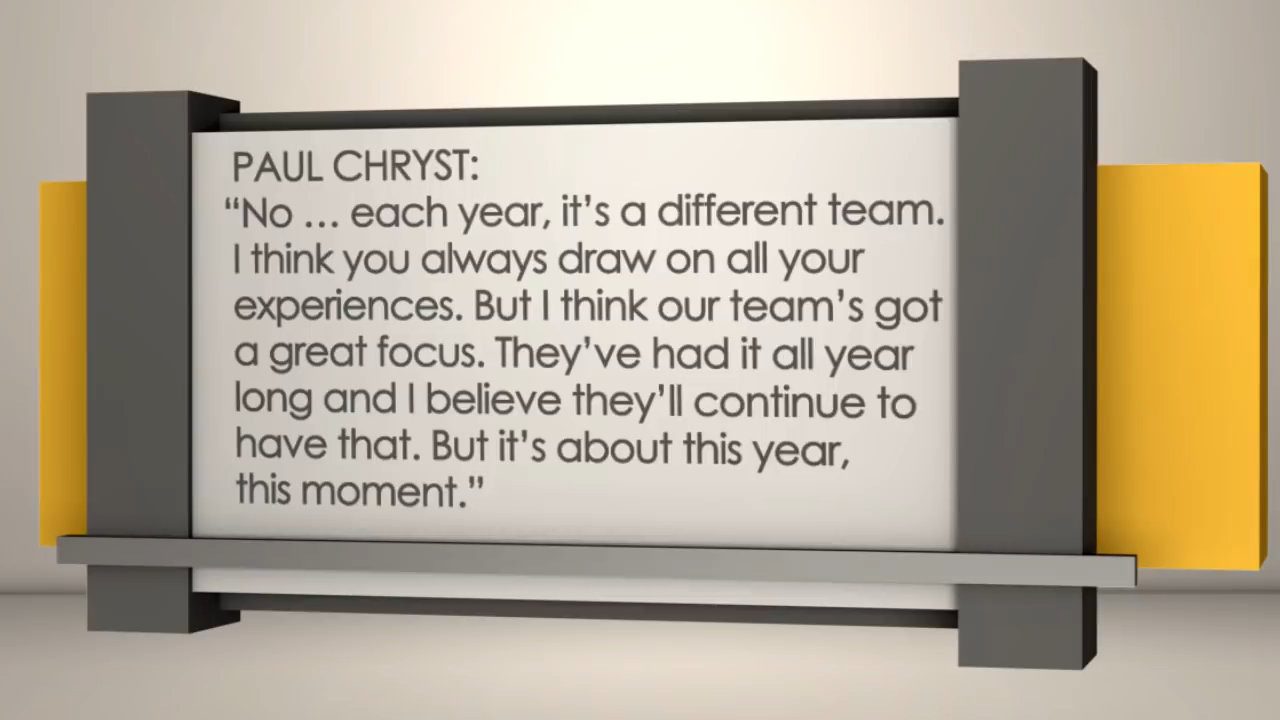 PAUL CHRYST:
“No ... each year, it’s a different team.
I think you always draw on all your
experiences. But I think our team’s got
a great focus. They’ve had it all year
long and I believe they’ll continue to
have that. But it’s about this year,
this moment.”